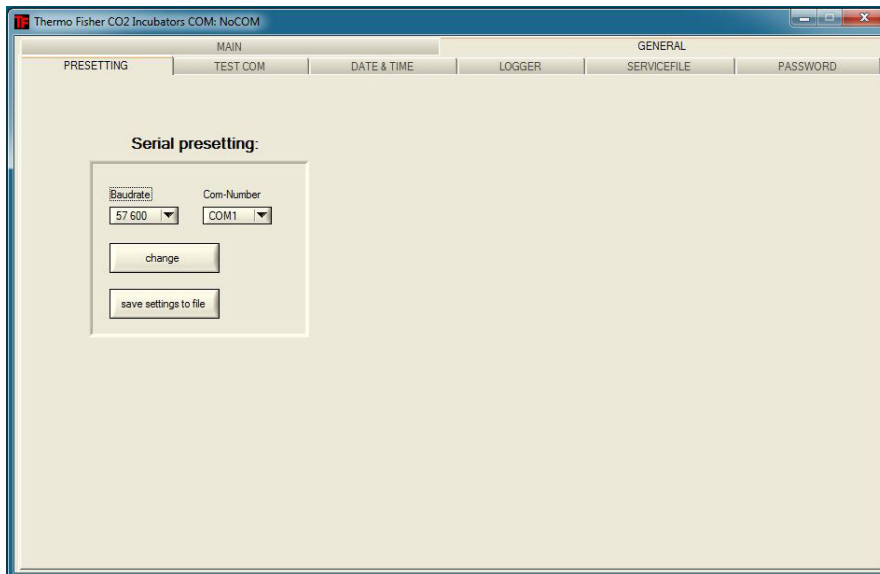 TF Thermo Fisher CO2 Incubators COM: NoCOM
MAIN GENERAL
PRESETTING TEST COM DATE & TIME LOGGER SERVICEFILE PASSWORD
Serial presetting:
Baudrate Com-Number
57 600 COM1
change
save settings to file